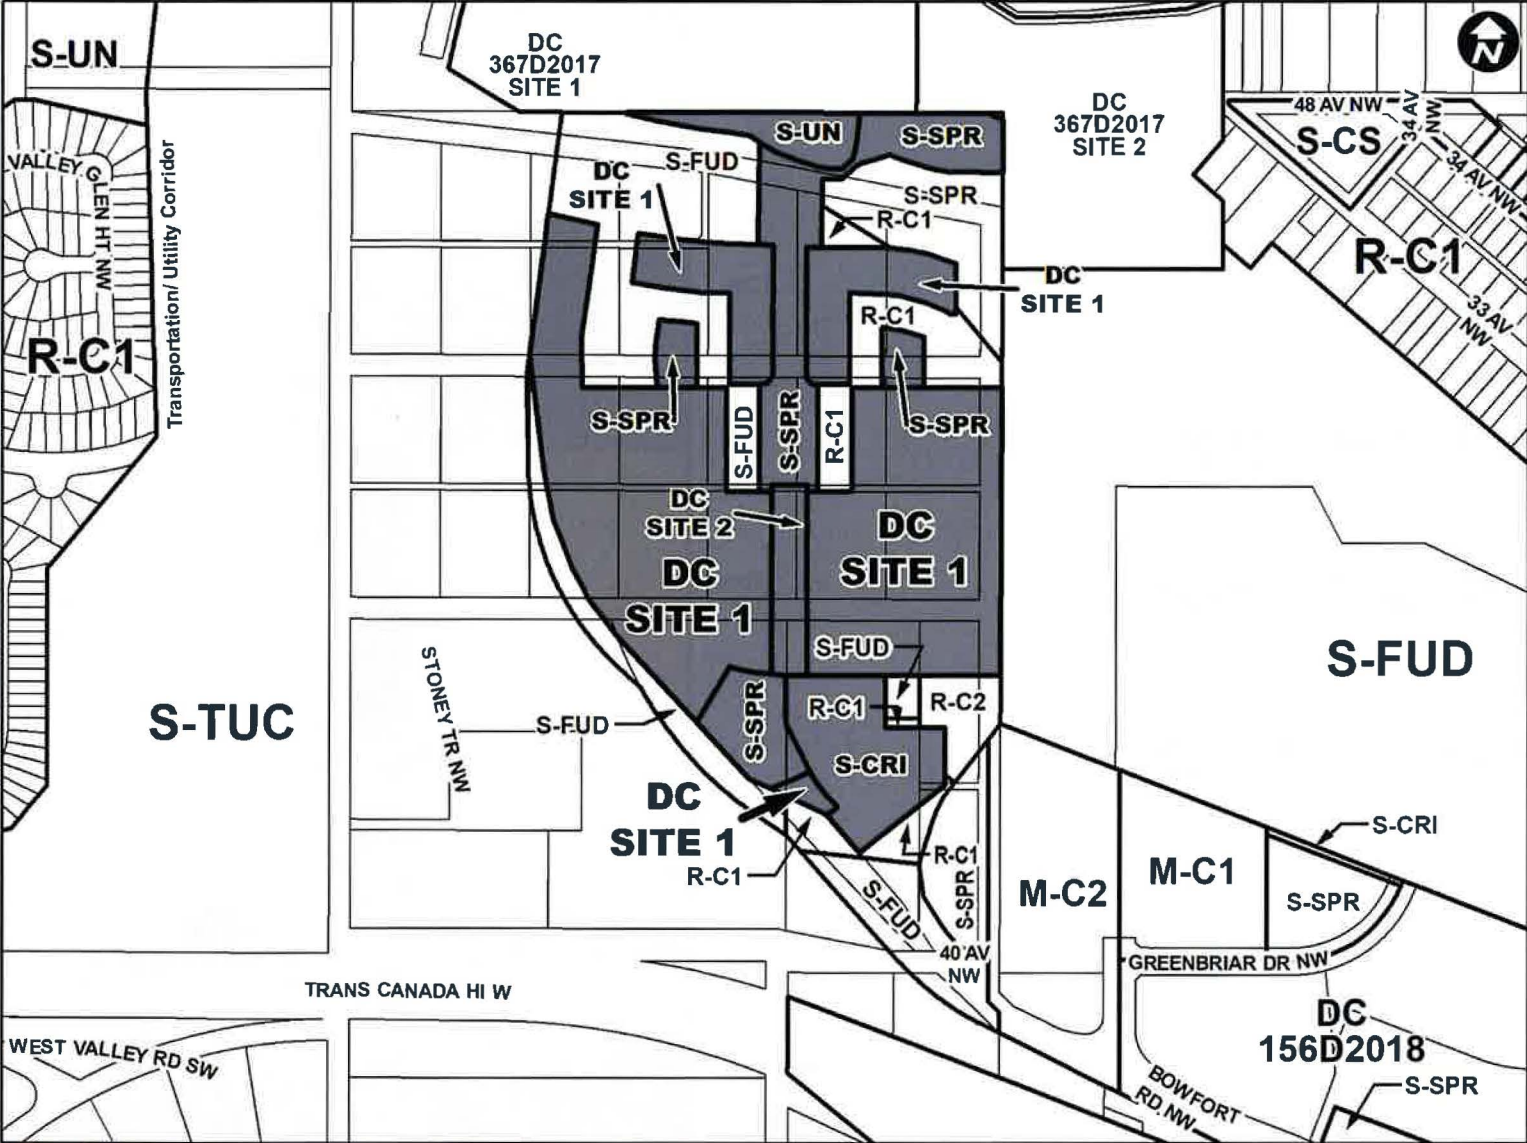 S-UN
DC
367D2017
SITE 1
N
DC
367D2017
SITE 2
48 AV NW
34 AV
NW
S-CS
34 AV NW
VALLEY GLEN HT NW
Transportation/ Utility Corridor
S-UN
S-SPR
S-FUD
DC
SITE 1
S-SPR
R-C1
R-C1
33 AV
NW
R-C1
DC
SITE 1
R-C1
S-SPR
S-FUD
S-SPR
R-C1
S-SPR
DC
SITE 2
DC
SITE 1
DC
SITE 1
S-FUD
S-FUD
S-TUC
STONEY TR NW
S-FUD
S-SPR
R-C1
R-C2
S-CRI
DC
SITE 1
R-C1
R-C1
S-SPR
S-FUD
40 AV
NW
M-C2
M-C1
S-CRI
S-SPR
GREENBRIAR DR NW
TRANS CANADA HI W
WEST VALLEY RD SW
DC
156D2018
BOWFORT
RD NW
S-SPR